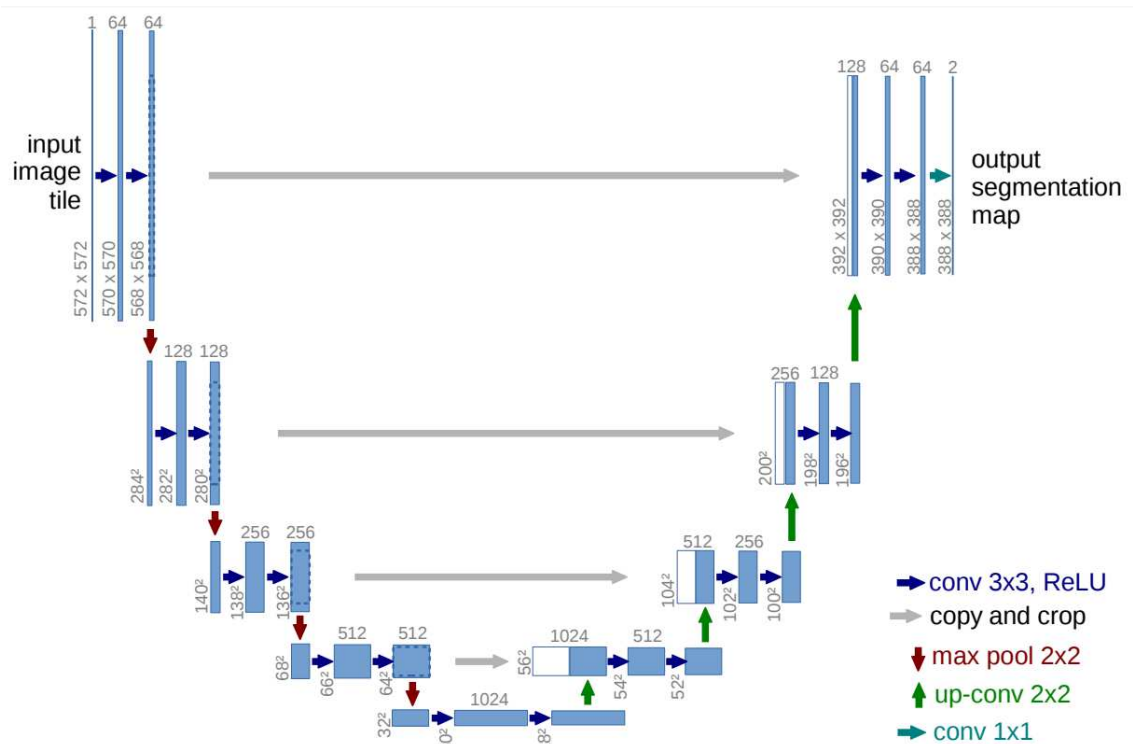 1 64 64
128 64 64 2
input
image
tile
output
segmentation
map
572 x 572
570 x 570
568 x 568
392 x 392
390 x 390
388 x 388
388 x 388
128 128
256 128
284²
282²
280²
200²
198²
196²
256 256
512 256
140²
138²
136²
104²
102²
100²
512 512
1024 512
68²
66²
64²
56²
54²
52²
1024
32²
0²
8²
conv 3x3, ReLU
copy and crop
max pool 2x2
up-conv 2x2
conv 1x1